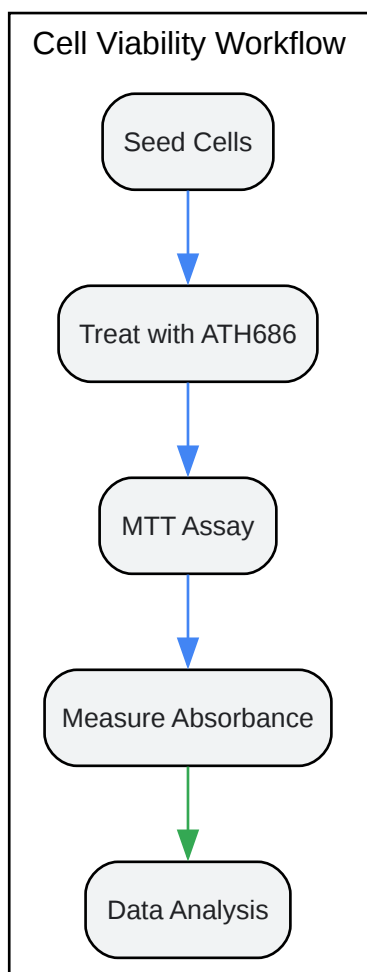 Cell Viability Workflow
Seed Cells
Treat with ATH686
MTT Assay
Measure Absorbance
Data Analysis